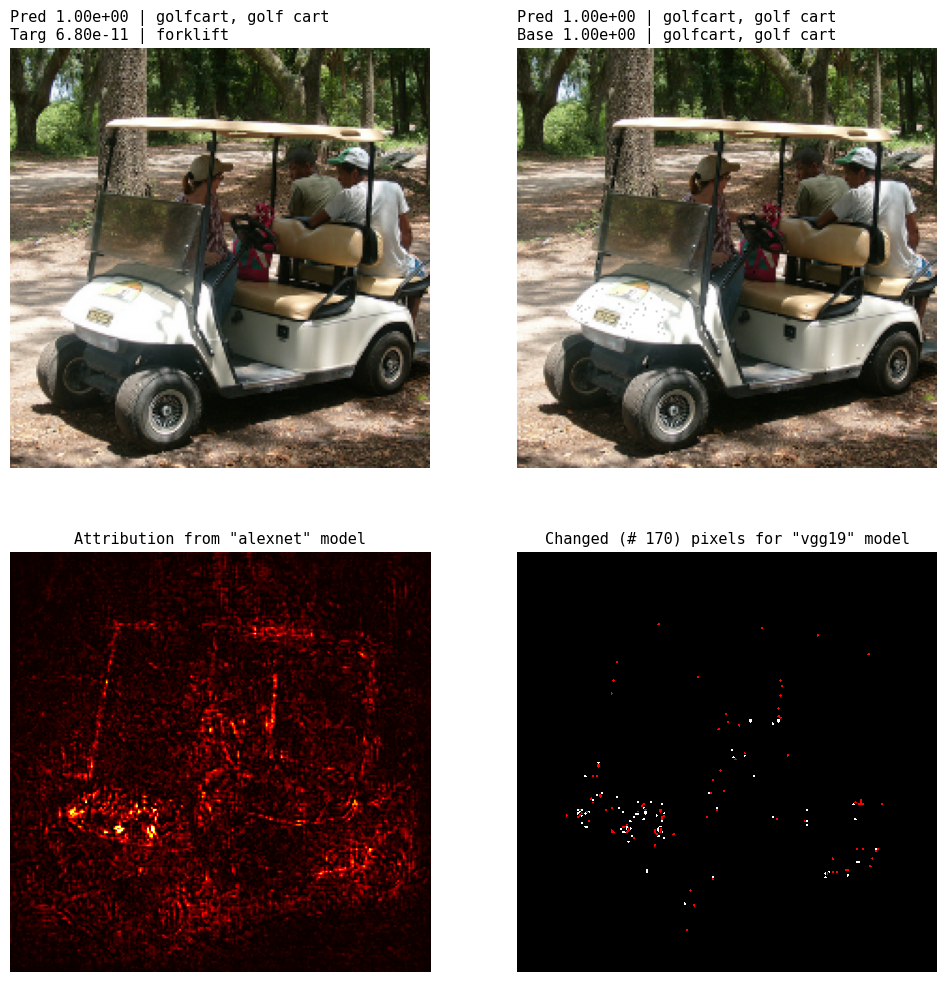 Pred 1.00e+00 | golfcart, golf cart
Targ 6.80e-11 | forklift
Pred 1.00e+00 | golfcart, golf cart
Base 1.00e+00 | golfcart, golf cart
Attribution from "alexnet" model
Changed (# 170) pixels for "vgg19" model